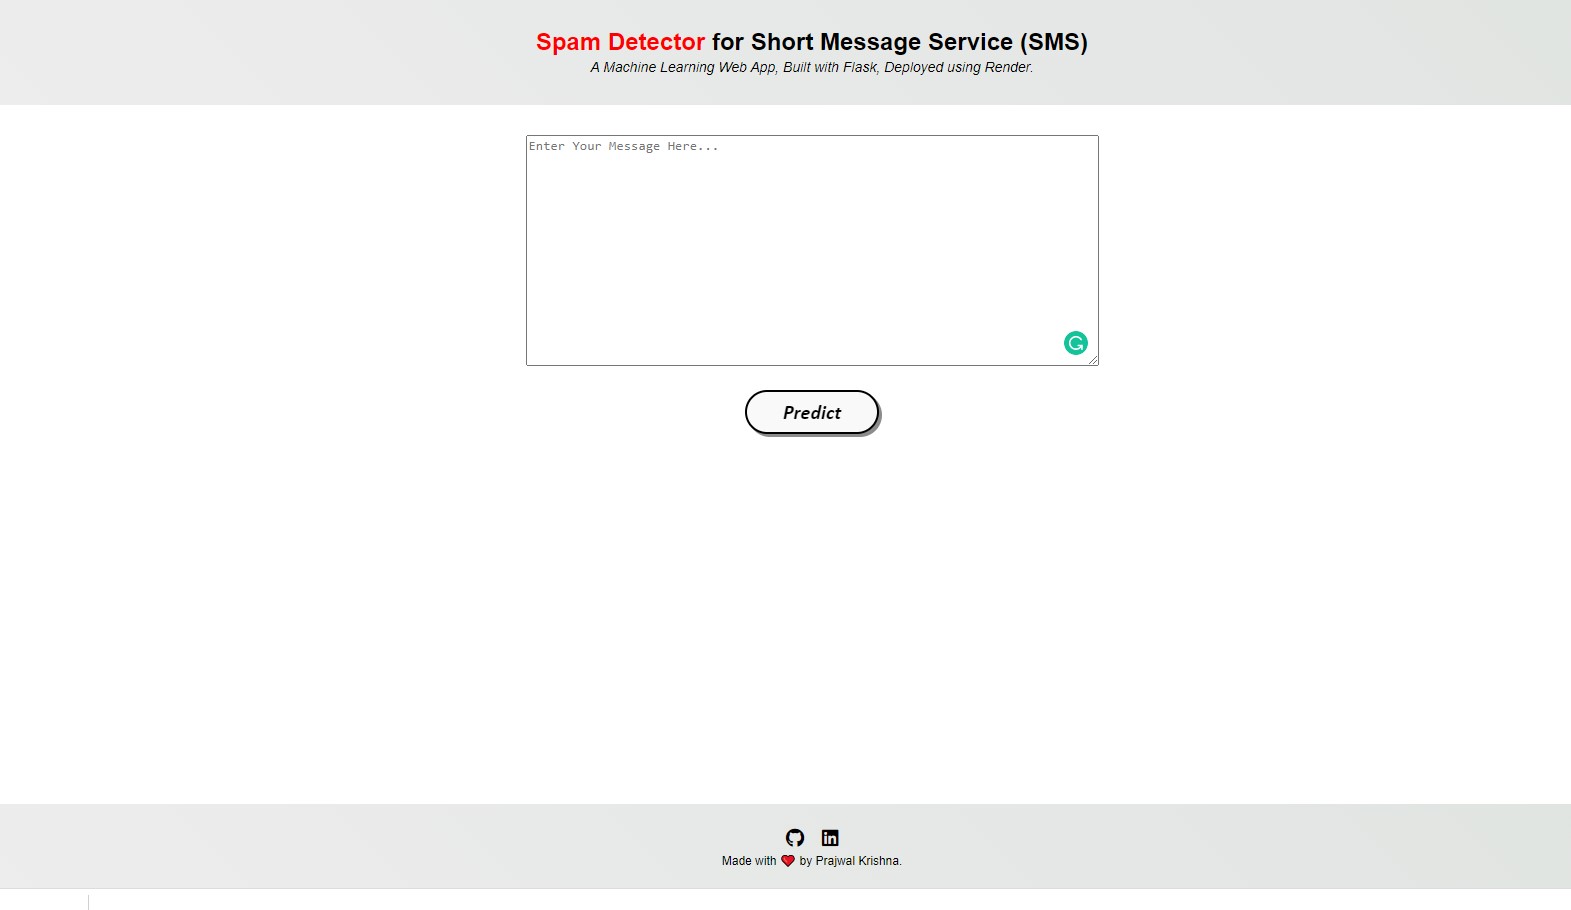 Spam Detector for Short Message Service (SMS)
A Machine Learning Web App, Built with Flask, Deployed using Render.
Enter Your Message Here...
Predict
Made with ❤ by Prajwal Krishna.